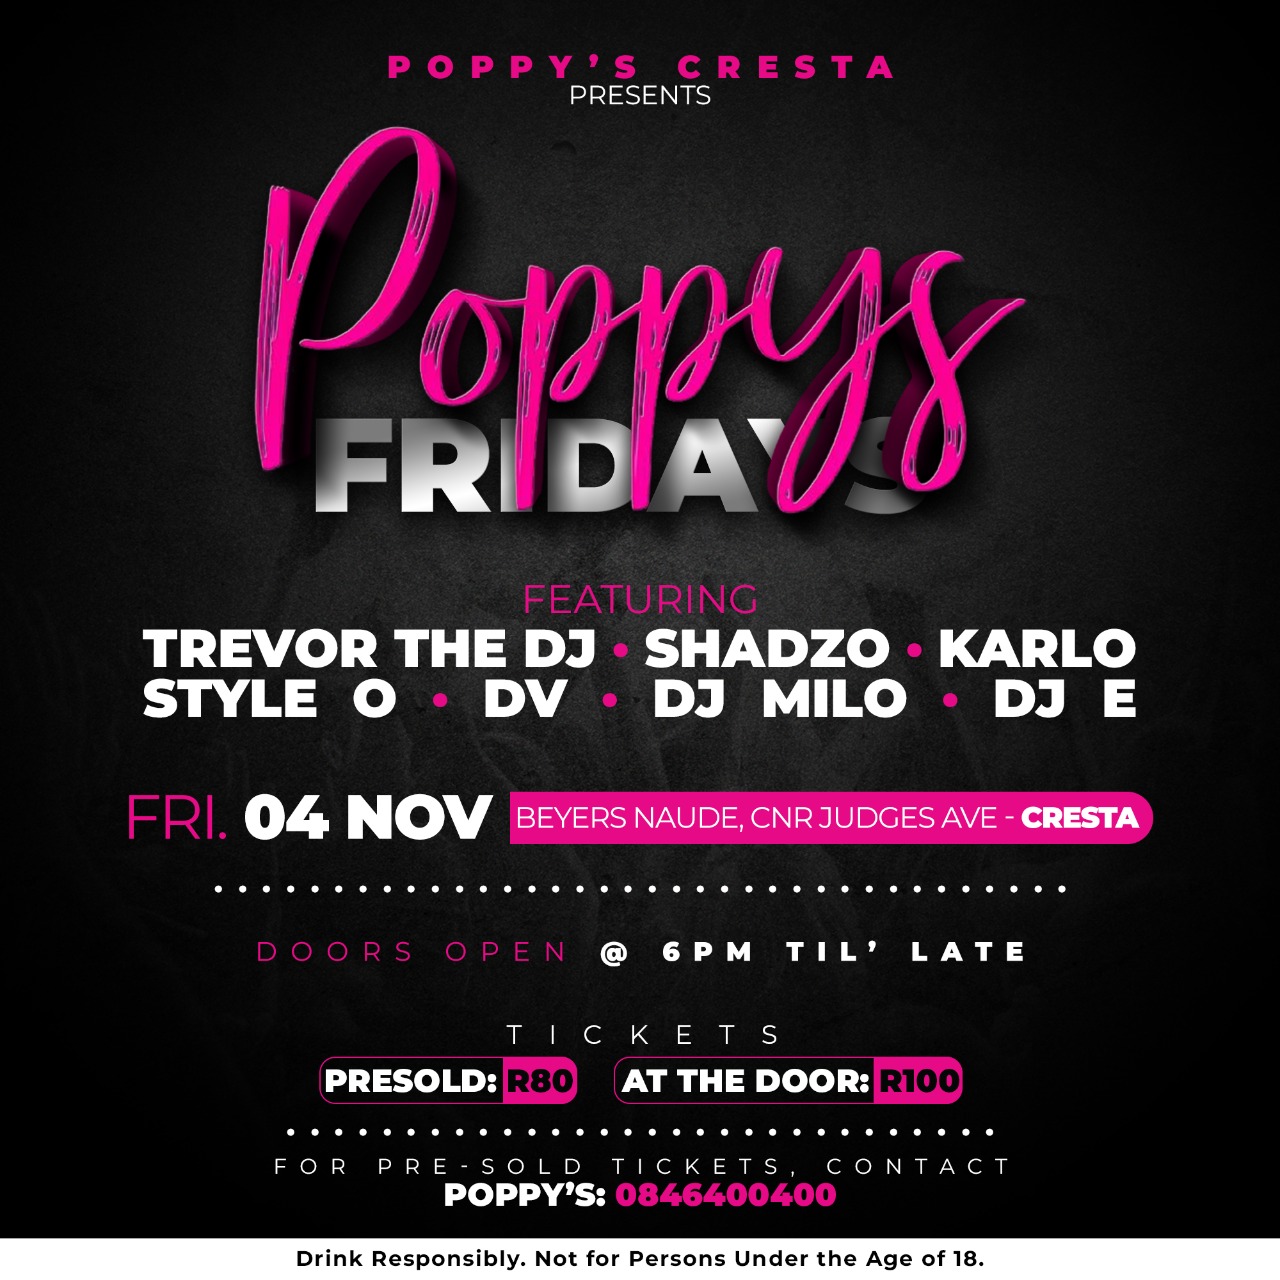 POPPY’S CRESTA
PRESENTS
Poppys
FRIDAYS
FEATURING
TREVOR THE DJ • SHADZO • KARLO
STYLE O • DV • DJ MILO • DJ E
FRI. 04 NOV BEYERS NAUDE, CNR JUDGES AVE - CRESTA
DOORS OPEN @ 6PM TIL’ LATE
TICKETS
PRESOLD: R80 AT THE DOOR: R100
FOR PRE-SOLD TICKETS, CONTACT
POPPY’S: 0846400400
Drink Responsibly. Not for Persons Under the Age of 18.